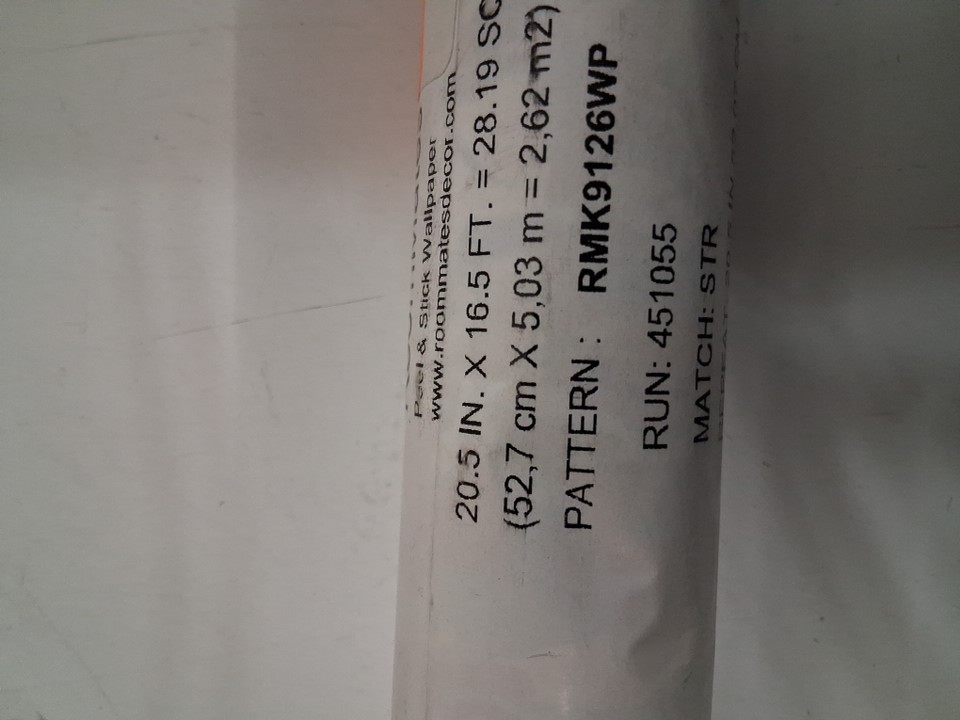 Peel & Stick Wallpaper
www.roommatesdecor.com
20.5 IN. X 16.5 FT. = 28.19 SQ
(52,7 cm X 5,03 m = 2,62 m2)
PATTERN : RMK9126WP
RUN: 451055
MATCH: STR